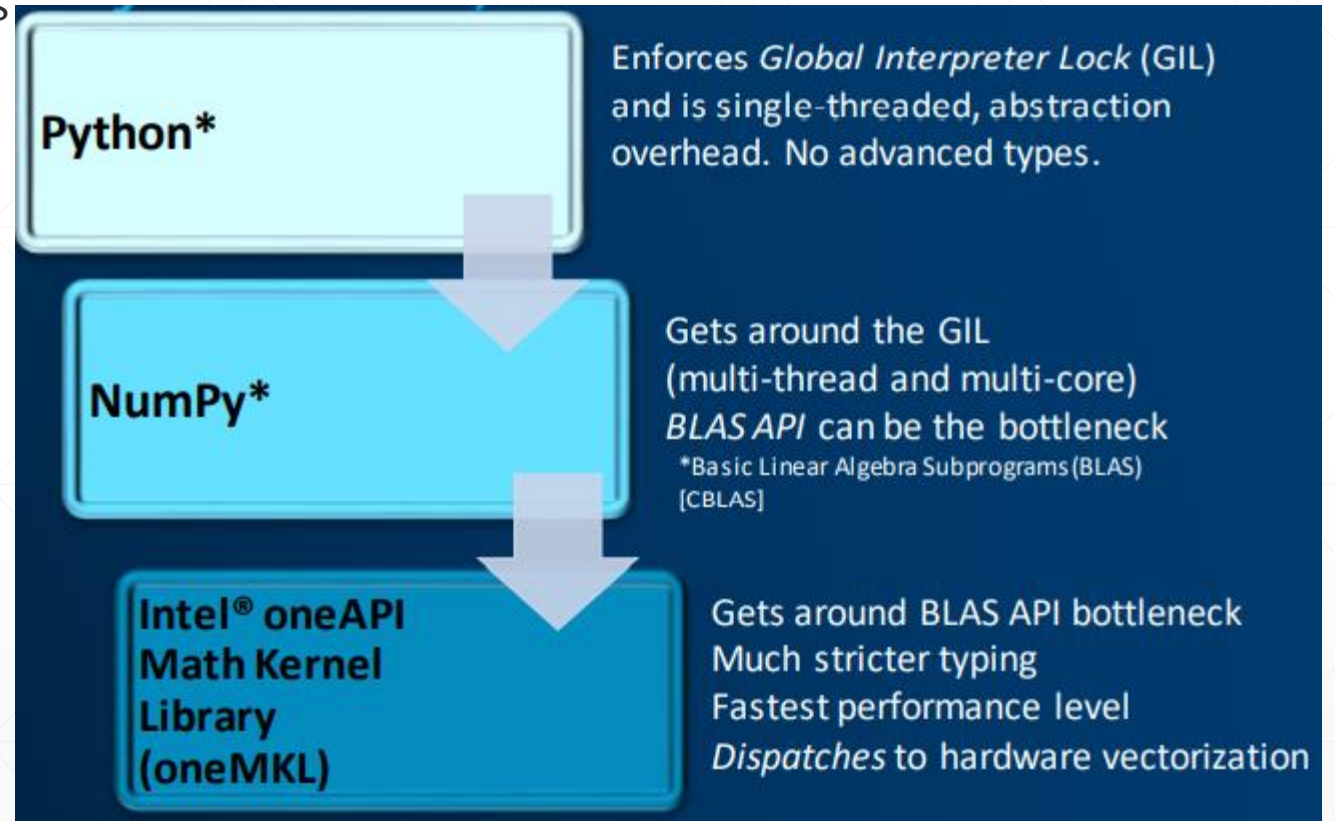 Python*
Enforces Global Interpreter Lock (GIL)
and is single-threaded, abstraction
overhead. No advanced types.
NumPy*
Gets around the GIL
(multi-thread and multi-core)
BLAS API can be the bottleneck
*Basic Linear Algebra Subprograms (BLAS)
[CBLAS]
Intel® oneAPI
Math Kernel
Library
(oneMKL)
Gets around BLAS API bottleneck
Much stricter typing
Fastest performance level
Dispatches to hardware vectorization